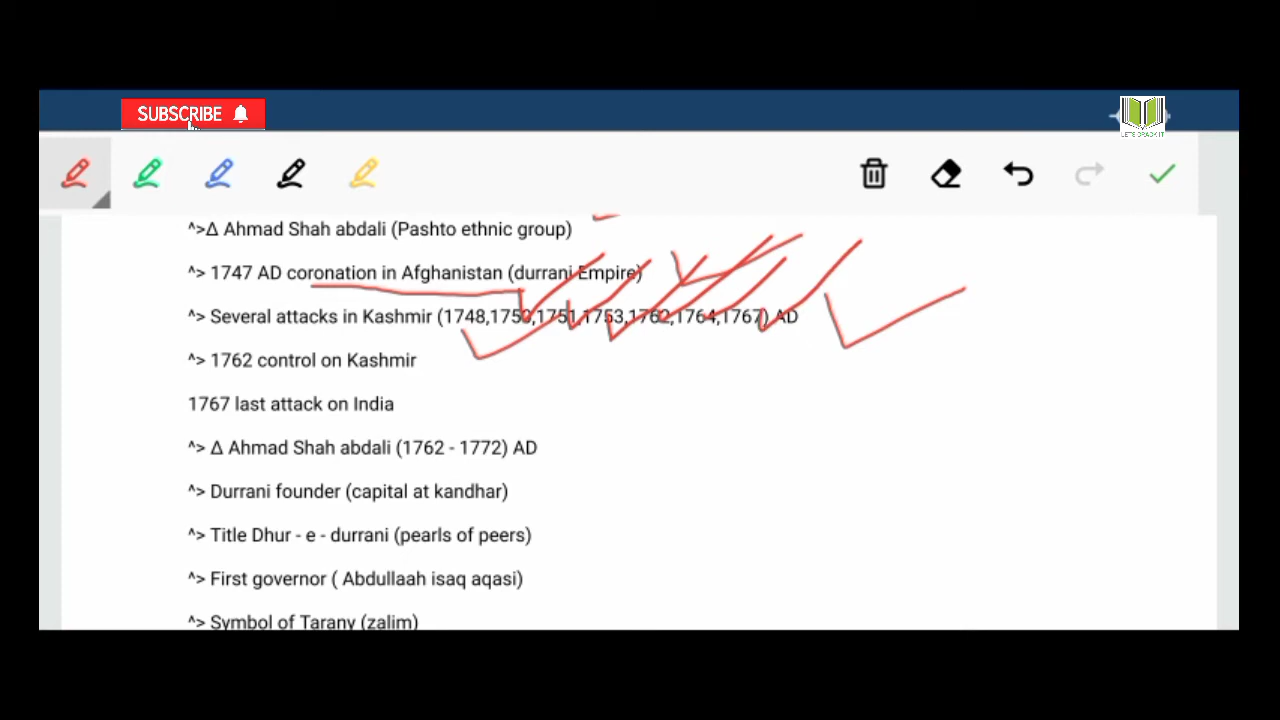 SUBSCRIBE
LETS CRACK IT
^>Δ Ahmad Shah abdali (Pashto ethnic group)
^> 1747 AD coronation in Afghanistan (durrani Empire)
^> Several attacks in Kashmir (1748,1750,1751,1753,1762,1764,1767) AD
^> 1762 control on Kashmir
1767 last attack on India
^> Δ Ahmad Shah abdali (1762 - 1772) AD
^> Durrani founder (capital at kandhar)
^> Title Dhur - e - durrani (pearls of peers)
^> First governor ( Abdullaah isaq aqasi)
^> Symbol of Tarany (zalim)